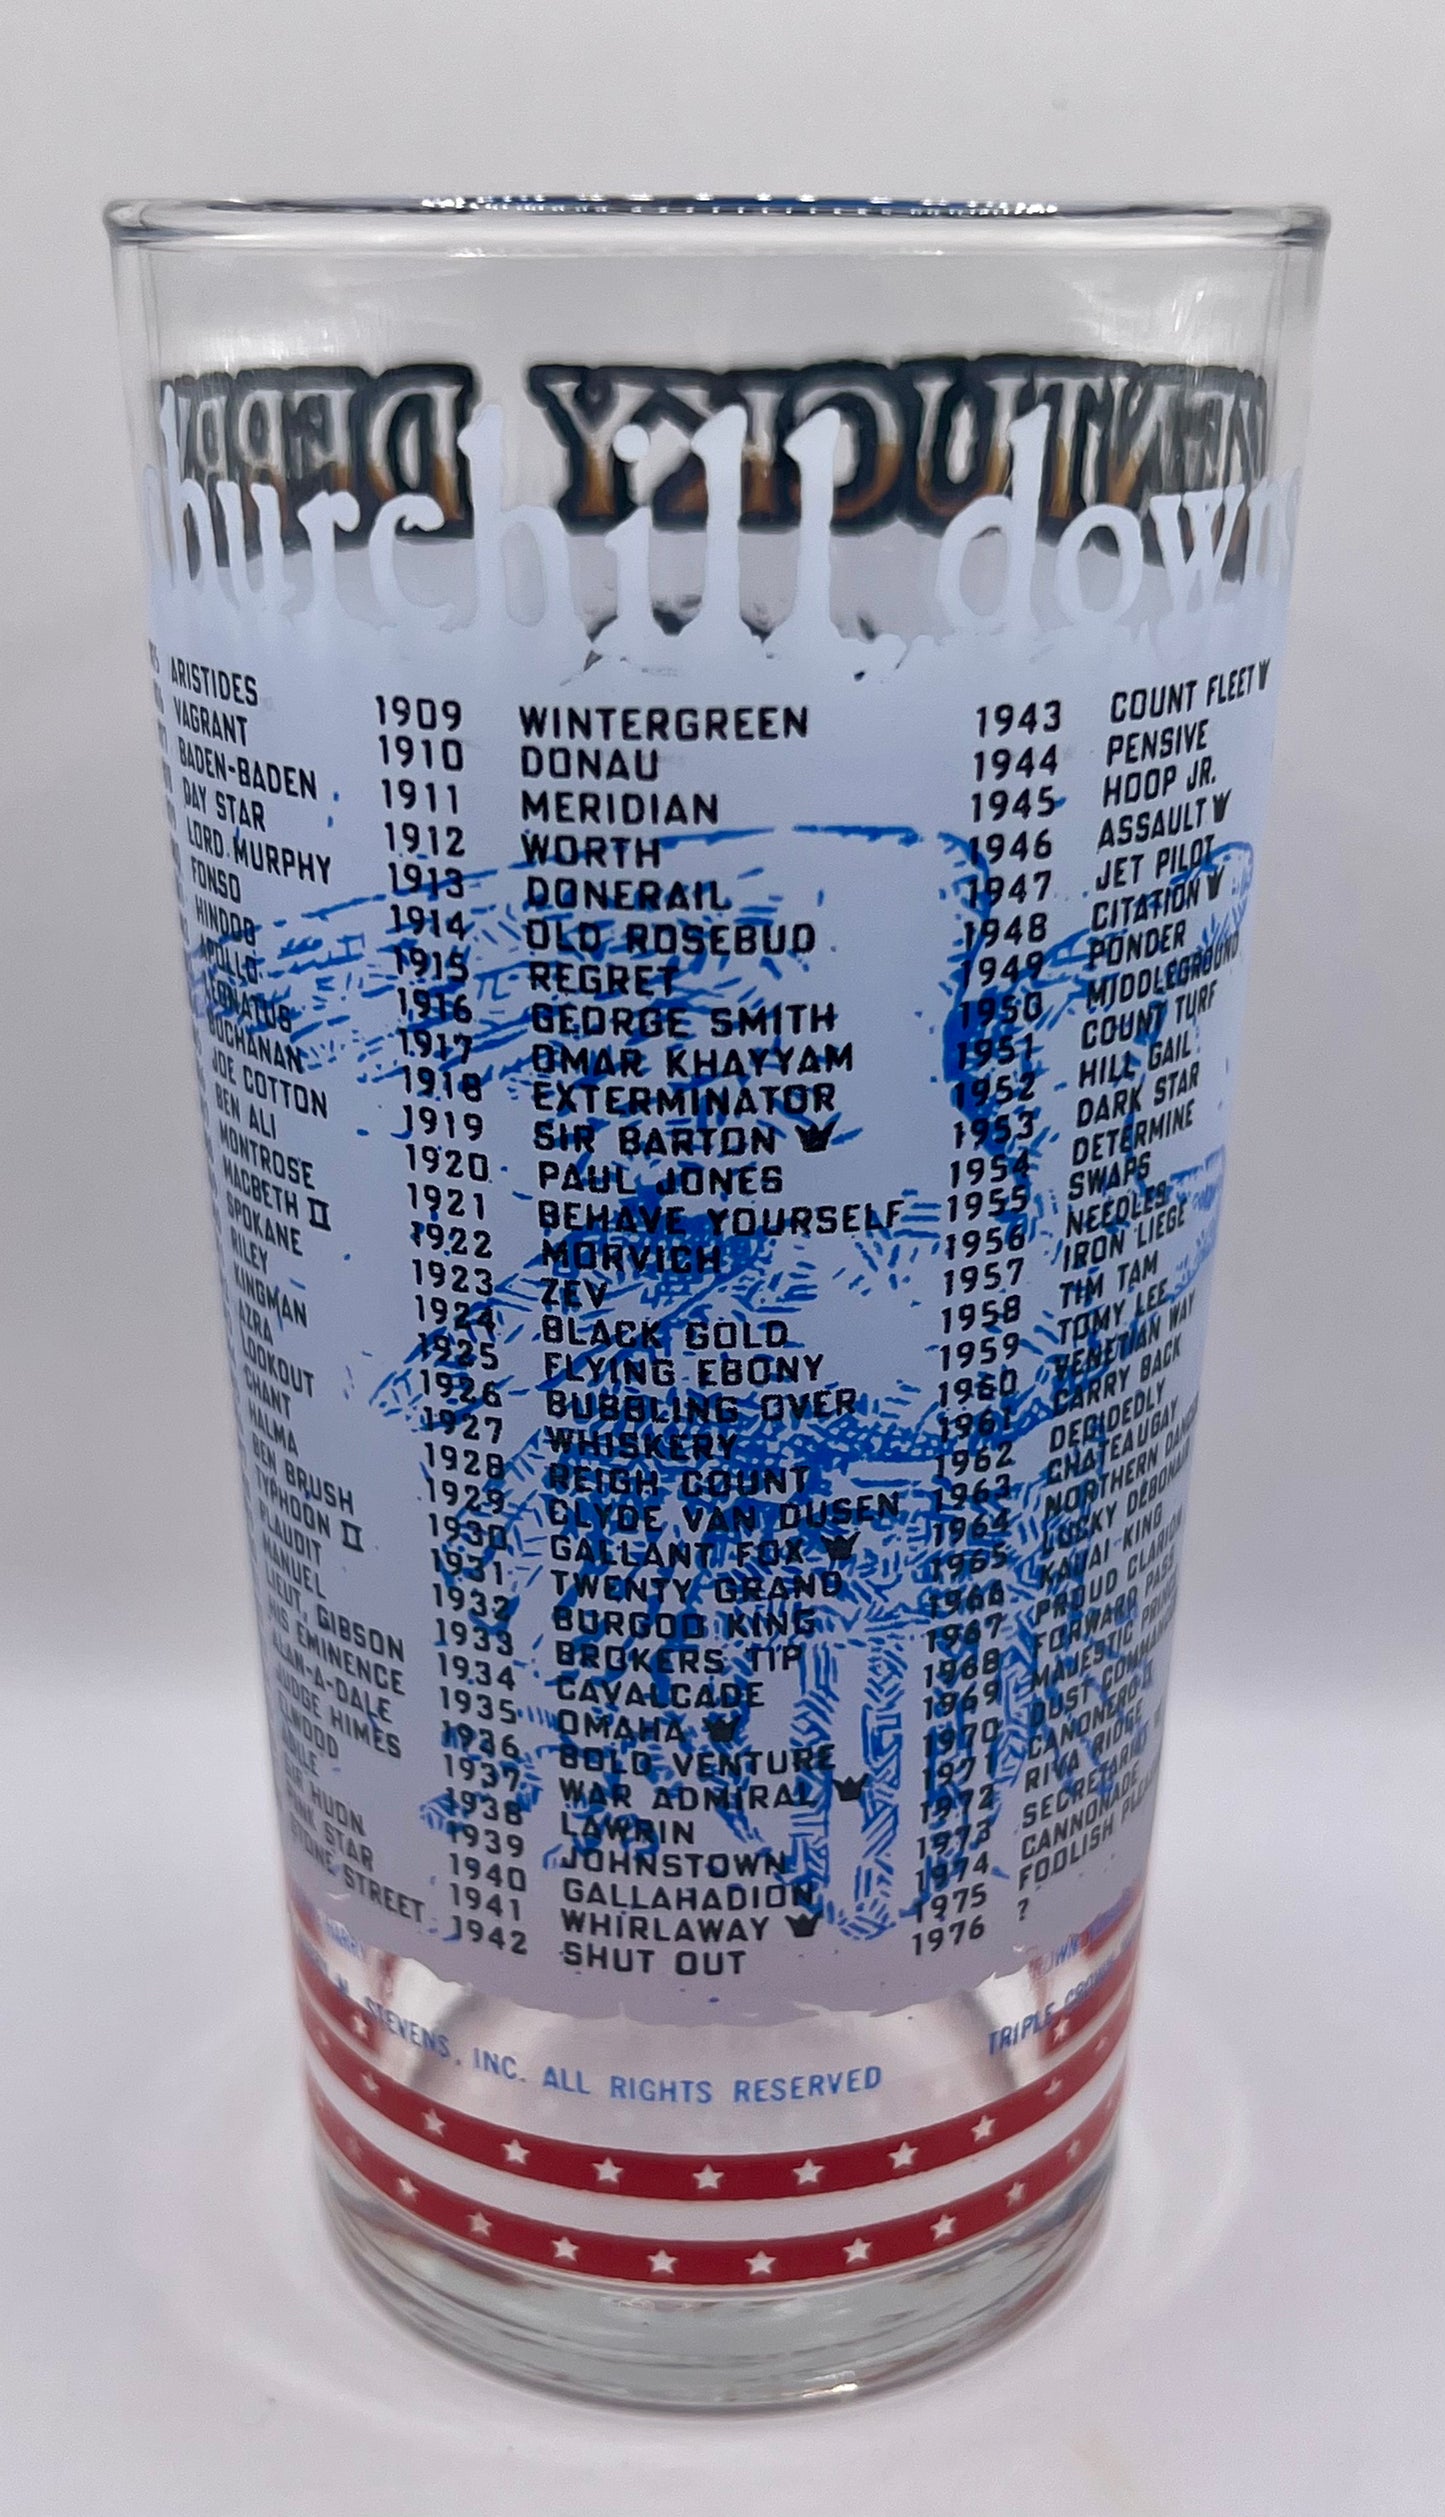 KENTUCKY DERBY
churchill downs
ARISTIDES
VAGRANT
BADEN-BADEN
DAY STAR
LORD MURPHY
FONSO
HINDOO
APOLLO
LEONATUS
BUCHANAN
JOE COTTON
BEN ALI
MONTROSE
MACBETH II
SPOKANE
RILEY
KINGMAN
AZRA
LOOKOUT
CHANT
HALMA
BEN BRUSH
TYPHOON II
PLAUDIT
MANUEL
LIEUT. GIBSON
HIS EMINENCE
ALAN-A-DALE
JUDGE HIMES
ELWOOD
AGILE
SIR HUON
PINK STAR
STONE STREET
1909 WINTERGREEN
1910 DONAU
1911 MERIDIAN
1912 WORTH
1913 DONERAIL
1914 OLD ROSEBUD
1915 REGRET
1916 GEORGE SMITH
1917 OMAR KHAYYAM
1918 EXTERMINATOR
1919 SIR BARTON
1920 PAUL JONES
1921 BEHAVE YOURSELF
1922 MORVICH
1923 ZEV
1924 BLACK GOLD
1925 FLYING EBONY
1926 BUBBLING OVER
1927 WHISKERY
1928 REIGH COUNT
1929 CLYDE VAN DUSEN
1930 GALLANT FOX
1931 TWENTY GRAND
1932 BURGOO KING
1933 BROKERS TIP
1934 CAVALCADE
1935 OMAHA
1936 BOLD VENTURE
1937 WAR ADMIRAL
1938 LAWRIN
1939 JOHNSTOWN
1940 GALLAHADION
1941 WHIRLAWAY
1942 SHUT OUT
1943 COUNT FLEET
1944 PENSIVE
1945 HOOP JR.
1946 ASSAULT
1947 JET PILOT
1948 CITATION
1949 PONDER
1950 MIDDLEGROUND
1951 COUNT TURF
1952 HILL GAIL
1953 DARK STAR
1954 DETERMINE
1955 SWAPS
1956 NEEDLES
1957 IRON LIEGE
1958 TIM TAM
1959 TOMY LEE
1960 VENETIAN WAY
1961 CARRY BACK
1962 DECIDEDLY
1963 CHATEAUGAY
1964 NORTHERN DANCER
1965 LUCKY DEBONAIR
1966 KAUAI KING
1967 PROUD CLARION
1968 FORWARD PASS
1969 MAJESTIC PRINCE
1970 DUST COMMANDER
1971 CANONERO II
1972 RIVA RIDGE
1973 SECRETARIAT
1974 CANNONADE
1975 FOOLISH
1976 ?
STEVENS, INC. ALL RIGHTS RESERVED
TRIPLE CROWN